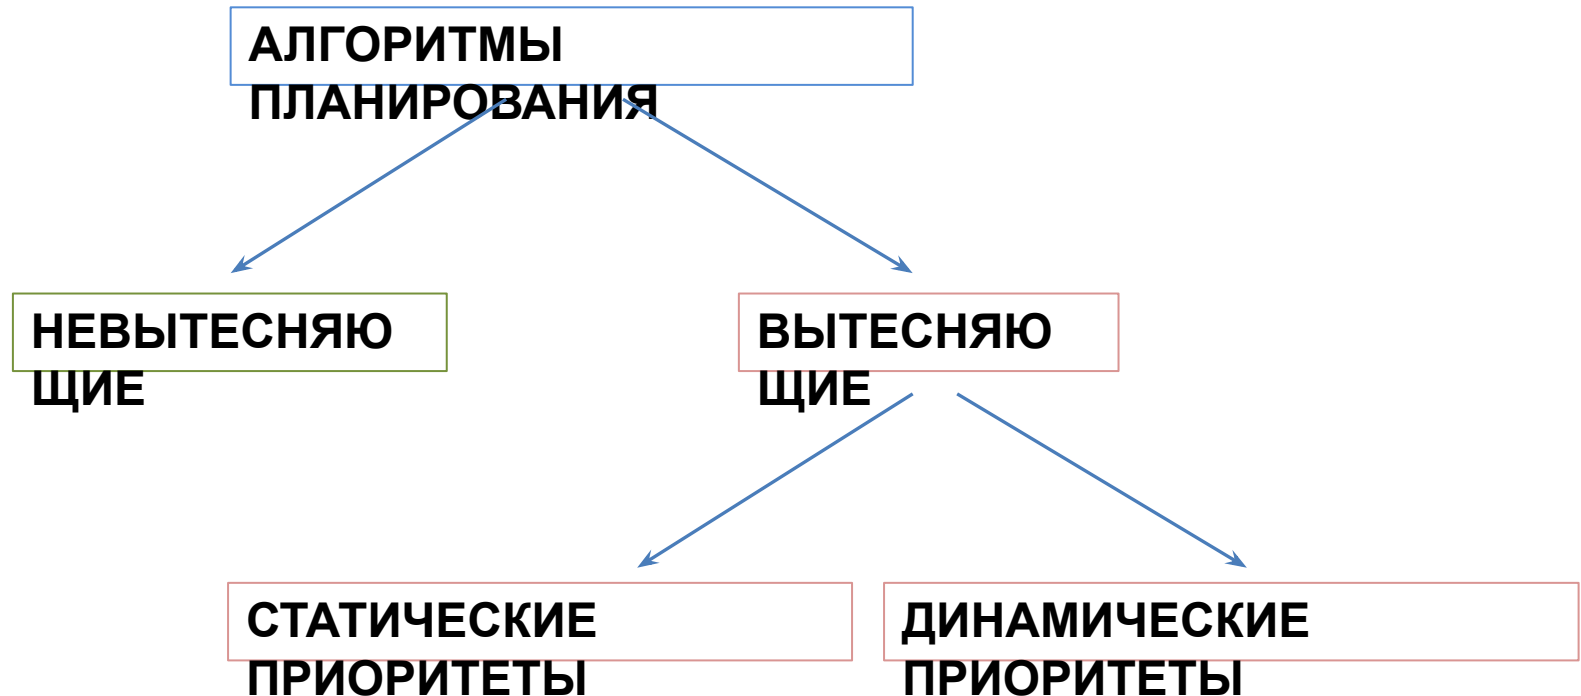 АЛГОРИТМЫ
ПЛАНИРОВАНИЯ
НЕВЫТЕСНЯЮ
ЩИЕ
ВЫТЕСНЯЮ
ЩИЕ
СТАТИЧЕСКИЕ
ПРИОРИТЕТЫ
ДИНАМИЧЕСКИЕ
ПРИОРИТЕТЫ